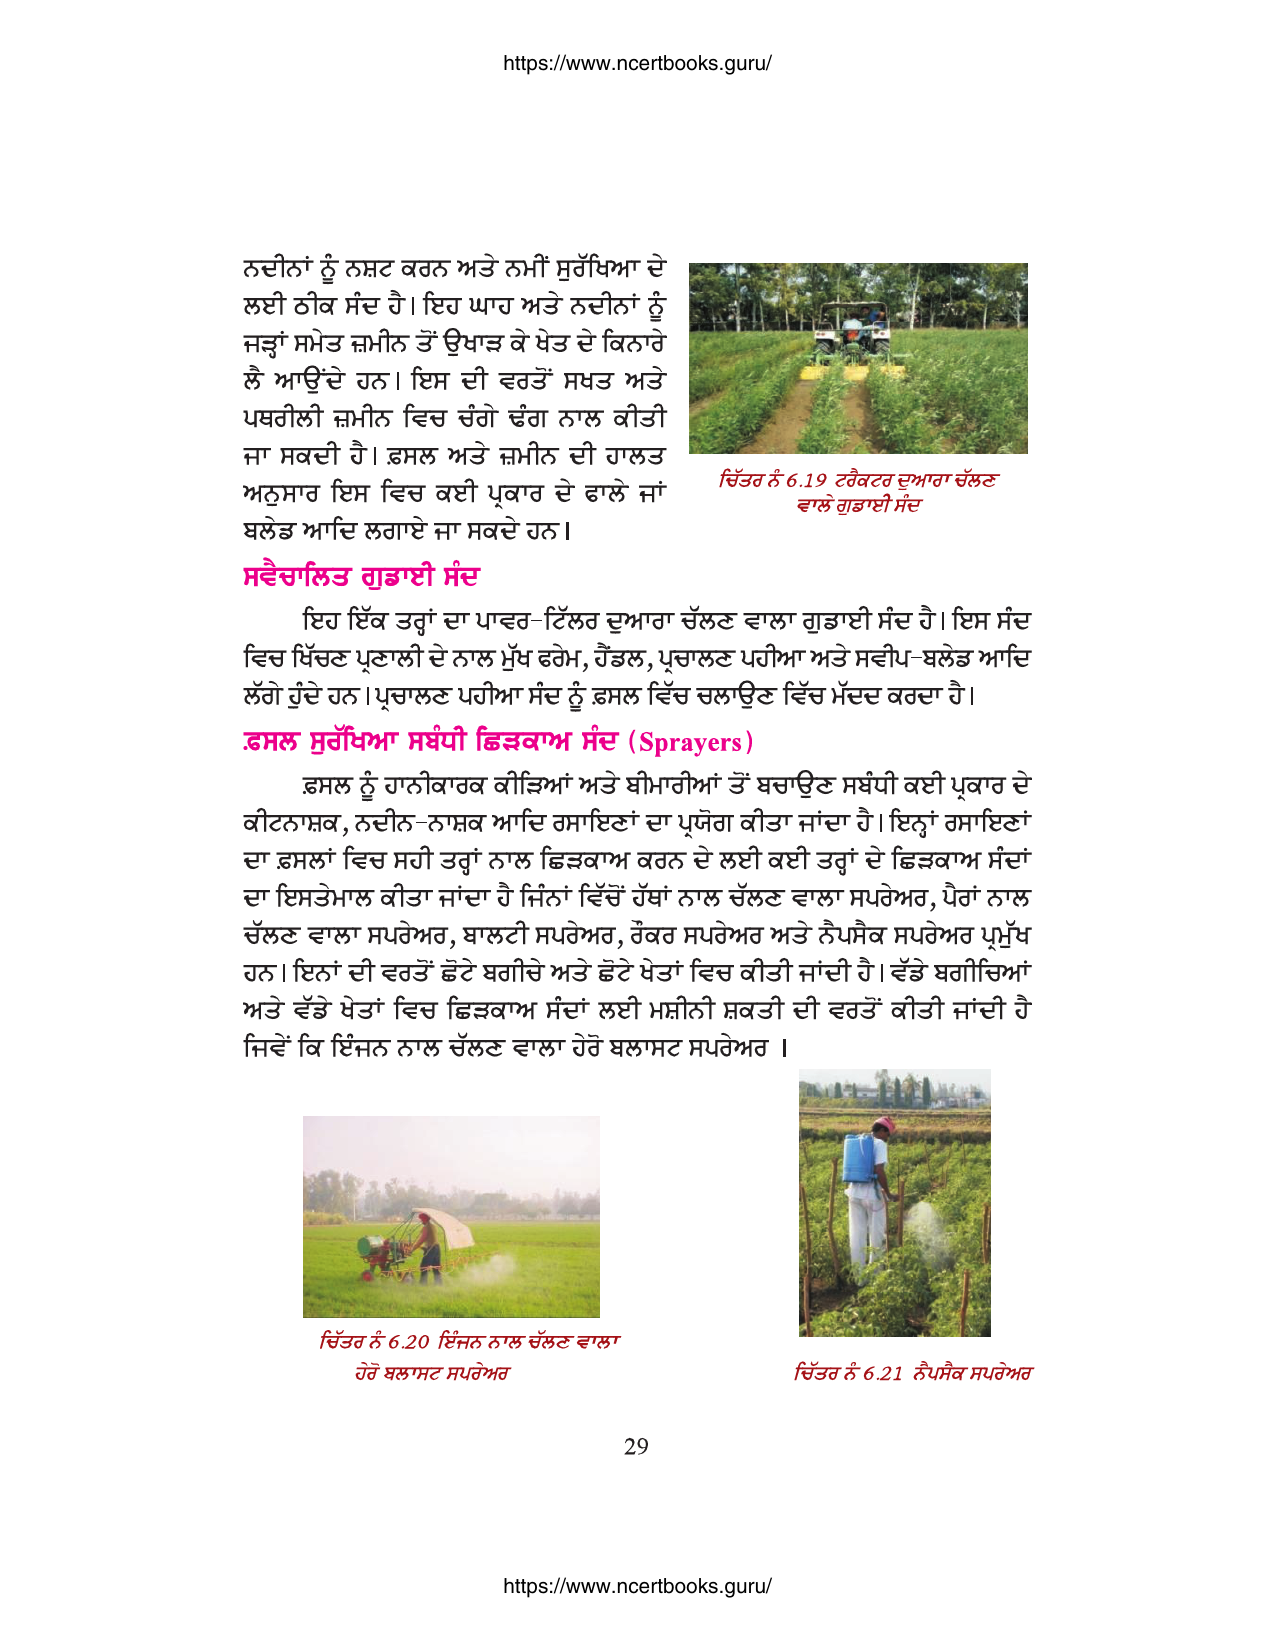 https://www.ncertbooks.guru/
ਨਦੀਨਾਂ ਨੂੰ ਨਸ਼ਟ ਕਰਨ ਅਤੇ ਨਮੀਂ ਸੁਰੱਖਿਆ ਦੇ
ਲਈ ਠੀਕ ਸੰਦ ਹੈ। ਇਹ ਘਾਹ ਅਤੇ ਨਦੀਨਾਂ ਨੂੰ
ਜੜ੍ਹਾਂ ਸਮੇਤ ਜ਼ਮੀਨ ਤੋਂ ਉਖਾੜ ਕੇ ਖੇਤ ਦੇ ਕਿਨਾਰੇ
ਲੈ ਆਉਂਦੇ ਹਨ। ਇਸ ਦੀ ਵਰਤੋਂ ਸਖਤ ਅਤੇ
ਪਥਰੀਲੀ ਜ਼ਮੀਨ ਵਿਚ ਚੰਗੇ ਢੰਗ ਨਾਲ ਕੀਤੀ
ਜਾ ਸਕਦੀ ਹੈ। ਫ਼ਸਲ ਅਤੇ ਜ਼ਮੀਨ ਦੀ ਹਾਲਤ
ਅਨੁਸਾਰ ਇਸ ਵਿਚ ਕਈ ਪ੍ਰਕਾਰ ਦੇ ਫਾਲੇ ਜਾਂ
ਬਲੇਡ ਆਦਿ ਲਗਾਏ ਜਾ ਸਕਦੇ ਹਨ।
ਚਿੱਤਰ ਨੰ 6.19 ਟਰੈਕਟਰ ਦੁਆਰਾ ਚੱਲਣ
ਵਾਲੇ ਗੁਡਾਈ ਸੰਦ
ਸਵੈਚਾਲਿਤ ਗੁਡਾਈ ਸੰਦ
ਇਹ ਇੱਕ ਤਰ੍ਹਾਂ ਦਾ ਪਾਵਰ-ਟਿੱਲਰ ਦੁਆਰਾ ਚੱਲਣ ਵਾਲਾ ਗੁਡਾਈ ਸੰਦ ਹੈ। ਇਸ ਸੰਦ
ਵਿਚ ਖਿੱਚਣ ਪ੍ਰਣਾਲੀ ਦੇ ਨਾਲ ਮੁੱਖ ਫਰੇਮ, ਹੈਂਡਲ, ਪ੍ਰਚਾਲਣ ਪਹੀਆ ਅਤੇ ਸਵੀਪ-ਬਲੇਡ ਆਦਿ
ਲੱਗੇ ਹੁੰਦੇ ਹਨ।ਪ੍ਰਚਾਲਣ ਪਹੀਆ ਸੰਦ ਨੂੰ ਫ਼ਸਲ ਵਿੱਚ ਚਲਾਉਣ ਵਿੱਚ ਮੱਦਦ ਕਰਦਾ ਹੈ।
ਫ਼ਸਲ ਸੁਰੱਖਿਆ ਸਬੰਧੀ ਛਿੜਕਾਅ ਸੰਦ (Sprayers)
ਫ਼ਸਲ ਨੂੰ ਹਾਨੀਕਾਰਕ ਕੀੜਿਆਂ ਅਤੇ ਬੀਮਾਰੀਆਂ ਤੋਂ ਬਚਾਉਣ ਸਬੰਧੀ ਕਈ ਪ੍ਰਕਾਰ ਦੇ
ਕੀਟਨਾਸ਼ਕ, ਨਦੀਨ-ਨਾਸ਼ਕ ਆਦਿ ਰਸਾਇਣਾਂ ਦਾ ਪ੍ਰਯੋਗ ਕੀਤਾ ਜਾਂਦਾ ਹੈ। ਇਨ੍ਹਾਂ ਰਸਾਇਣਾਂ
ਦਾ ਫ਼ਸਲਾਂ ਵਿਚ ਸਹੀ ਤਰ੍ਹਾਂ ਨਾਲ ਛਿੜਕਾਅ ਕਰਨ ਦੇ ਲਈ ਕਈ ਤਰ੍ਹਾਂ ਦੇ ਛਿੜਕਾਅ ਸੰਦਾਂ
ਦਾ ਇਸਤੇਮਾਲ ਕੀਤਾ ਜਾਂਦਾ ਹੈ ਜਿੰਨਾਂ ਵਿੱਚੋਂ ਹੱਥਾਂ ਨਾਲ ਚੱਲਣ ਵਾਲਾ ਸਪਰੇਅਰ, ਪੈਰਾਂ ਨਾਲ
ਚੱਲਣ ਵਾਲਾ ਸਪਰੇਅਰ, ਬਾਲਟੀ ਸਪਰੇਅਰ, ਰੌਕਰ ਸਪਰੇਅਰ ਅਤੇ ਨੈਪਸੈਕ ਸਪਰੇਅਰ ਪ੍ਰਮੁੱਖ
ਹਨ। ਇਨਾਂ ਦੀ ਵਰਤੋਂ ਛੋਟੇ ਬਗੀਚੇ ਅਤੇ ਛੋਟੇ ਖੇਤਾਂ ਵਿਚ ਕੀਤੀ ਜਾਂਦੀ ਹੈ। ਵੱਡੇ ਬਗੀਚਿਆਂ
ਅਤੇ ਵੱਡੇ ਖੇਤਾਂ ਵਿਚ ਛਿੜਕਾਅ ਸੰਦਾਂ ਲਈ ਮਸ਼ੀਨੀ ਸ਼ਕਤੀ ਦੀ ਵਰਤੋਂ ਕੀਤੀ ਜਾਂਦੀ ਹੈ
ਜਿਵੇਂ ਕਿ ਇੰਜਨ ਨਾਲ ਚੱਲਣ ਵਾਲਾ ਹੇਰੋ ਬਲਾਸਟ ਸਪਰੇਅਰ ।
ਚਿੱਤਰ ਨੰ 6.20 ਇੰਜਨ ਨਾਲ ਚੱਲਣ ਵਾਲਾ
ਹੇਰੋ ਬਲਾਸਟ ਸਪਰੇਅਰ
ਚਿੱਤਰ ਨੰ 6.21 ਨੈਪਸੈਕ ਸਪਰੇਅਰ
29
https://www.ncertbooks.guru/